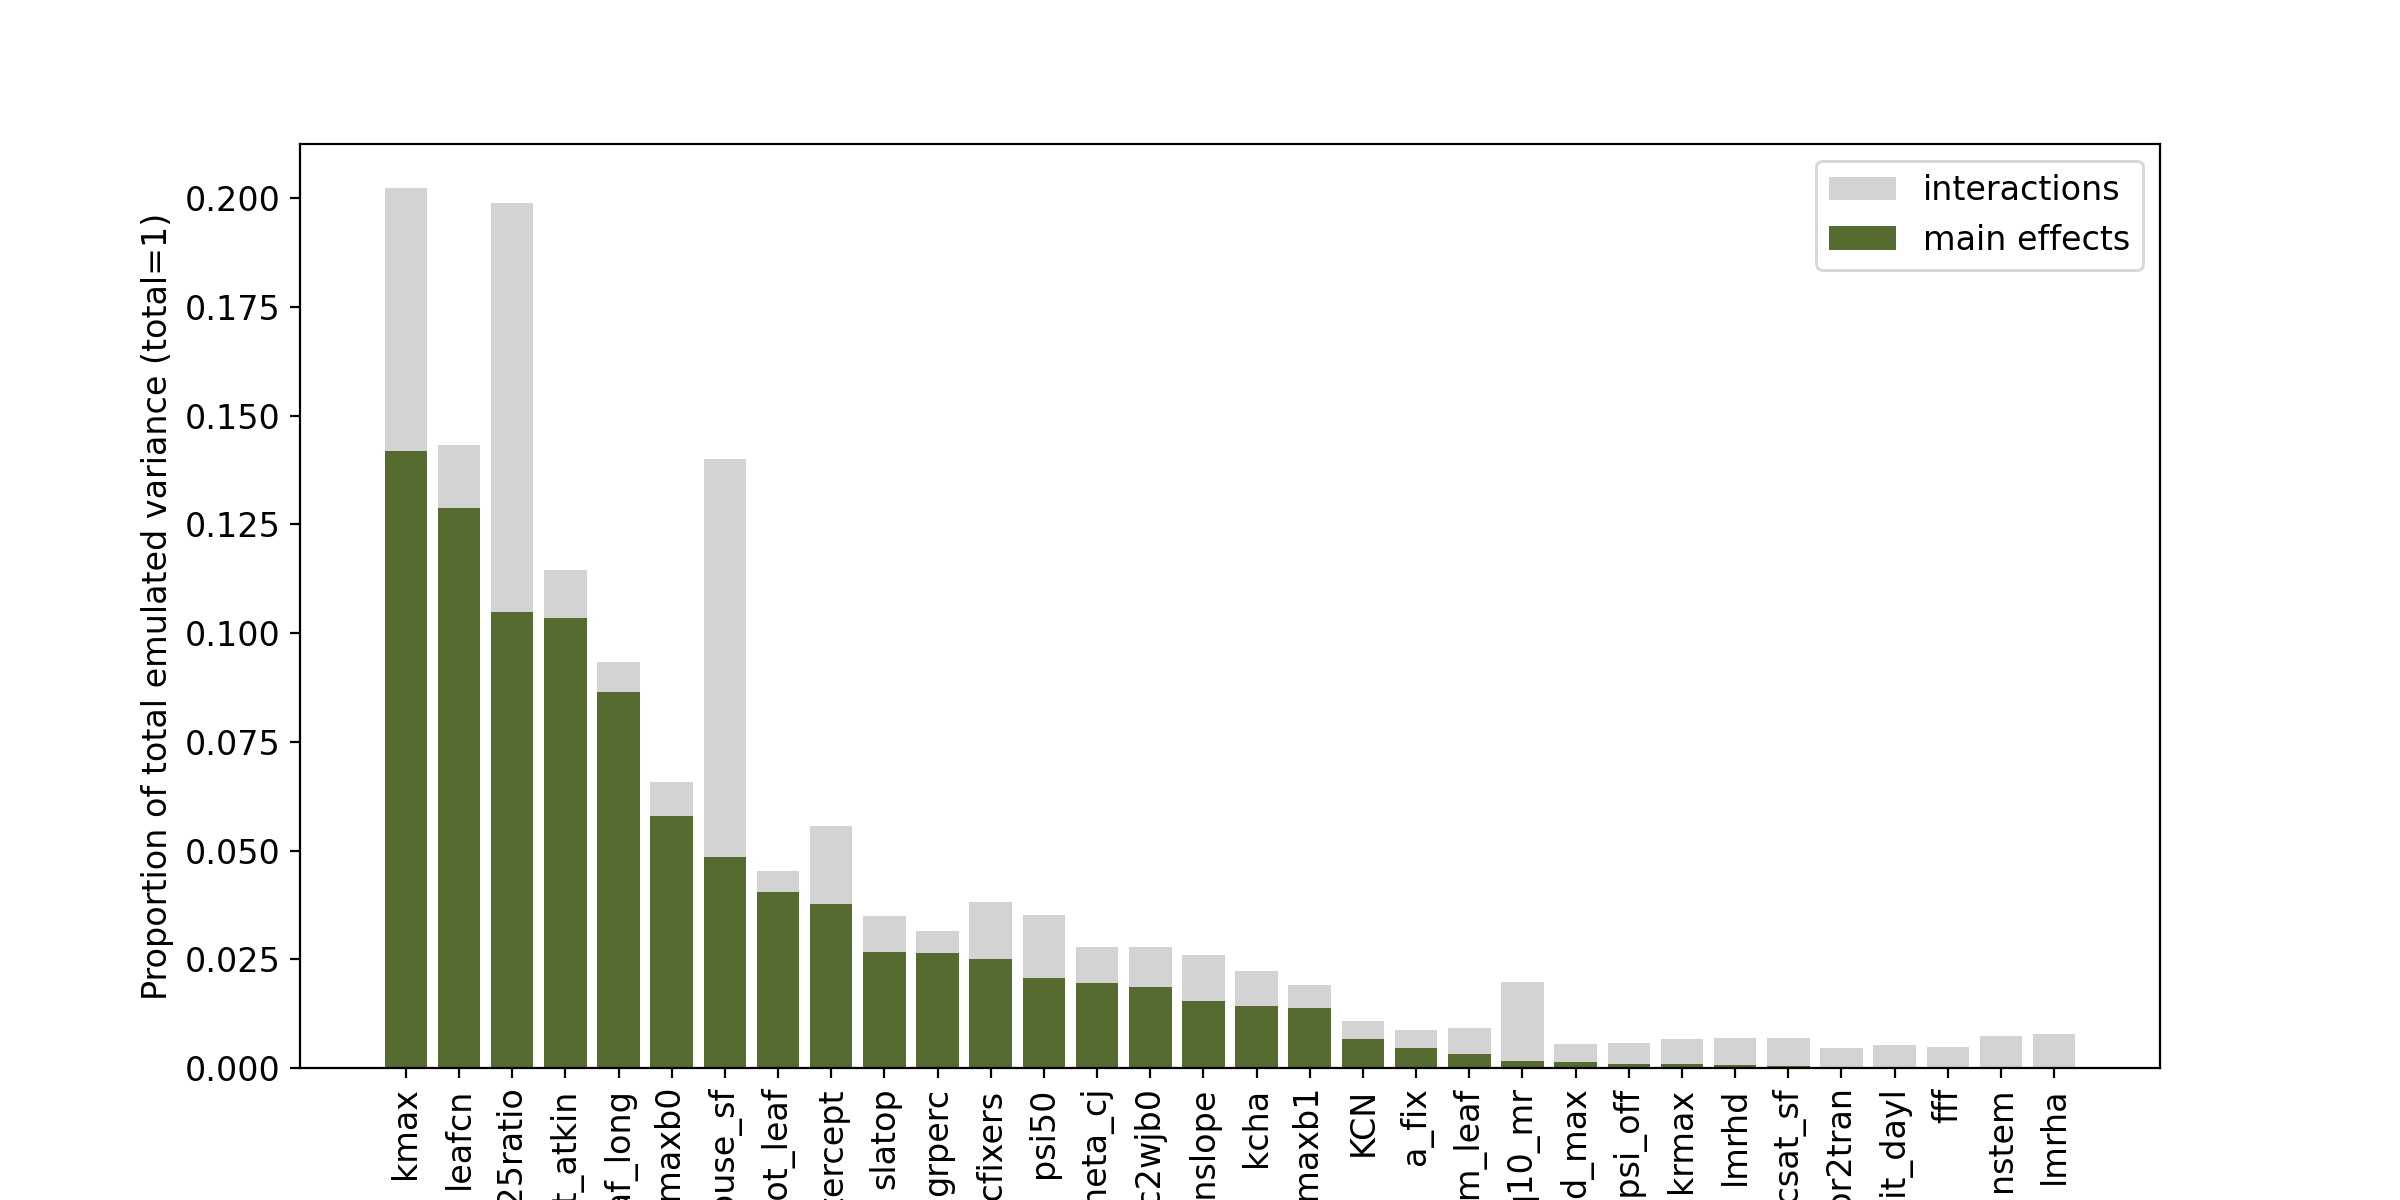 interactions
main effects
Proportion of total emulated variance (total=1)
0.200
0.175
0.150
0.125
0.100
0.075
0.050
0.025
0.000
kmax
leafcn
25ratio
t_atkin
af_long
maxb0
ouse_sf
ot_leaf
tercept
slatop
grperc
cfixers
psi50
neta_cj
c2wjb0
nslope
kcha
maxb1
KCN
a_fix
m_leaf
q10_mr
d_max
psi_off
krmax
lmrhd
csat_sf
or2tran
it_dayl
fff
nstem
lmrha